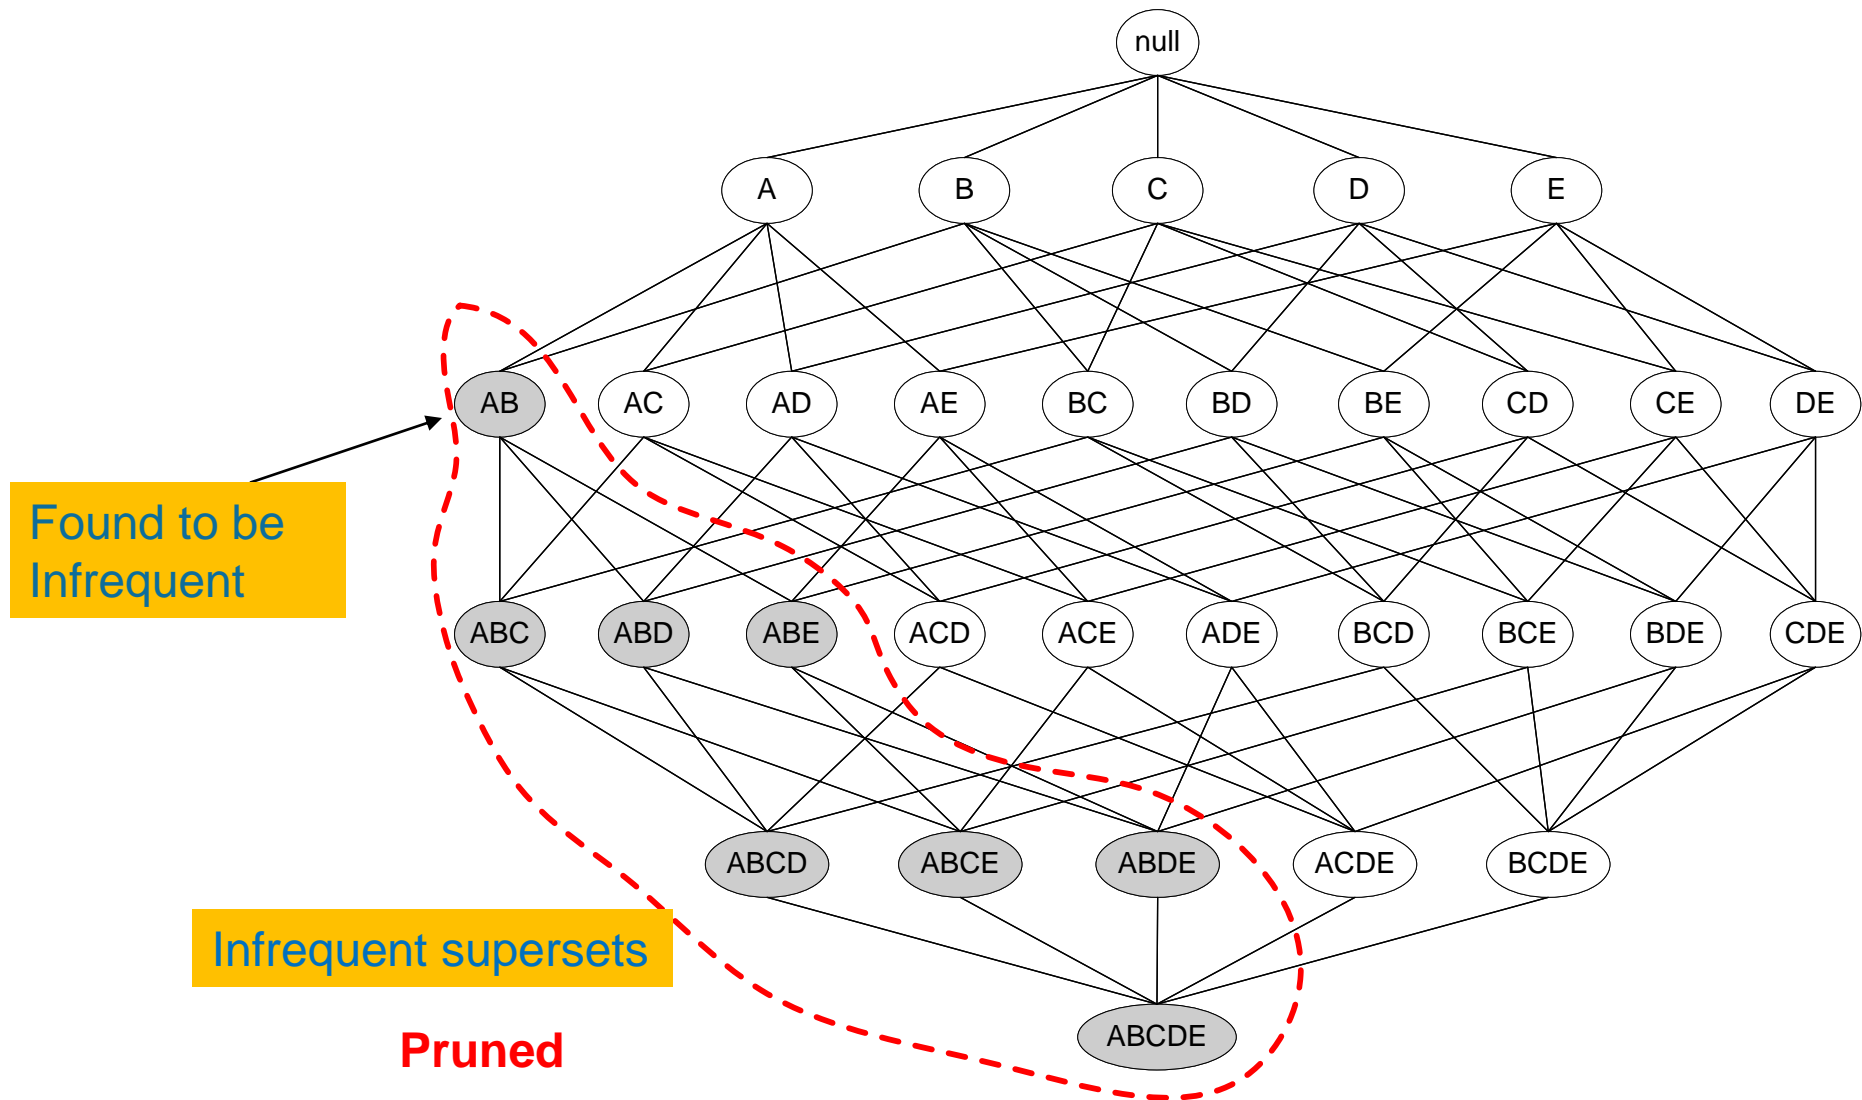 null
A B C D E
AB AC AD AE BC BD BE CD CE DE
Found to be
Infrequent
ABC ABD ABE ACD ACE ADE BCD BCE BDE CDE
ABCD ABCE ABDE ACDE BCDE
Infrequent supersets
ABCDE
Pruned